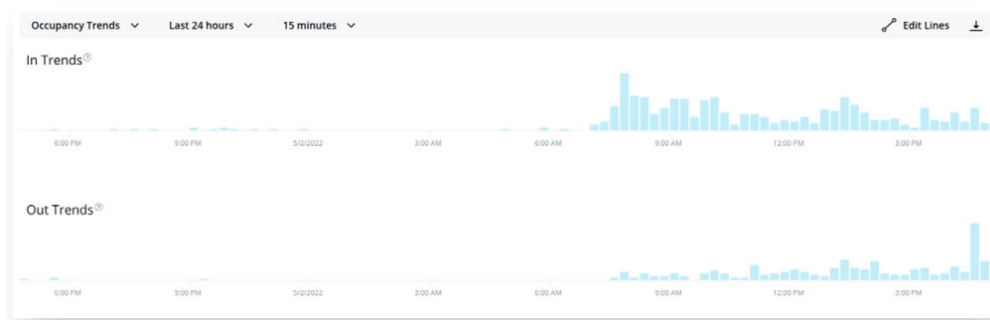 Occupancy Trends Last 24 hours 15 minutes Edit Lines
In Trends
6:00 PM 9:00 PM 5/2/2022 3:00 AM 6:00 AM 9:00 AM 12:00 PM 3:00 PM
Out Trends
6:00 PM 9:00 PM 5/2/2022 3:00 AM 6:00 AM 9:00 AM 12:00 PM 3:00 PM